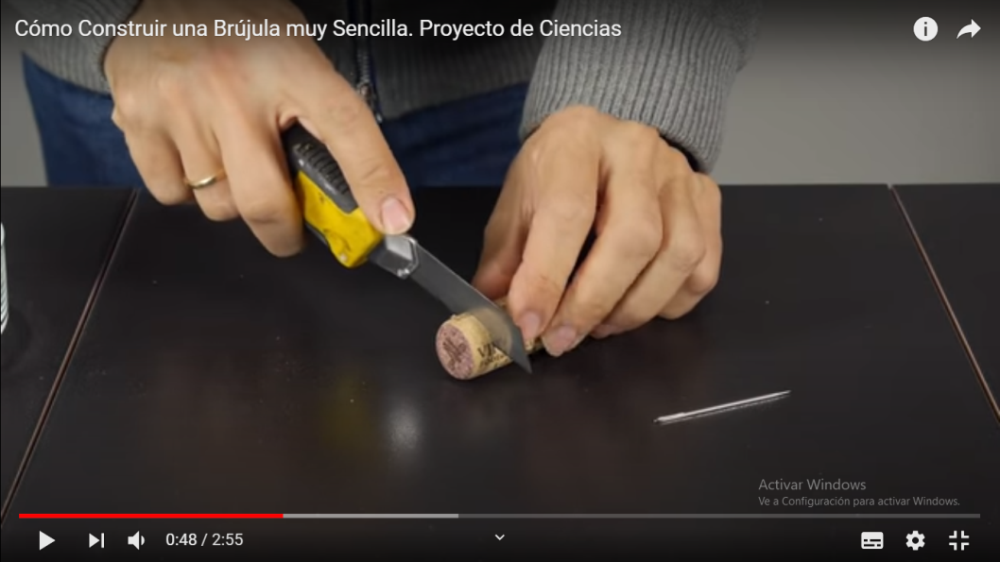 Cómo Construir una Brújula muy Sencilla. Proyecto de Ciencias
Activar Windows
Ve a Configuración para activar Windows.
0:48 / 2:55